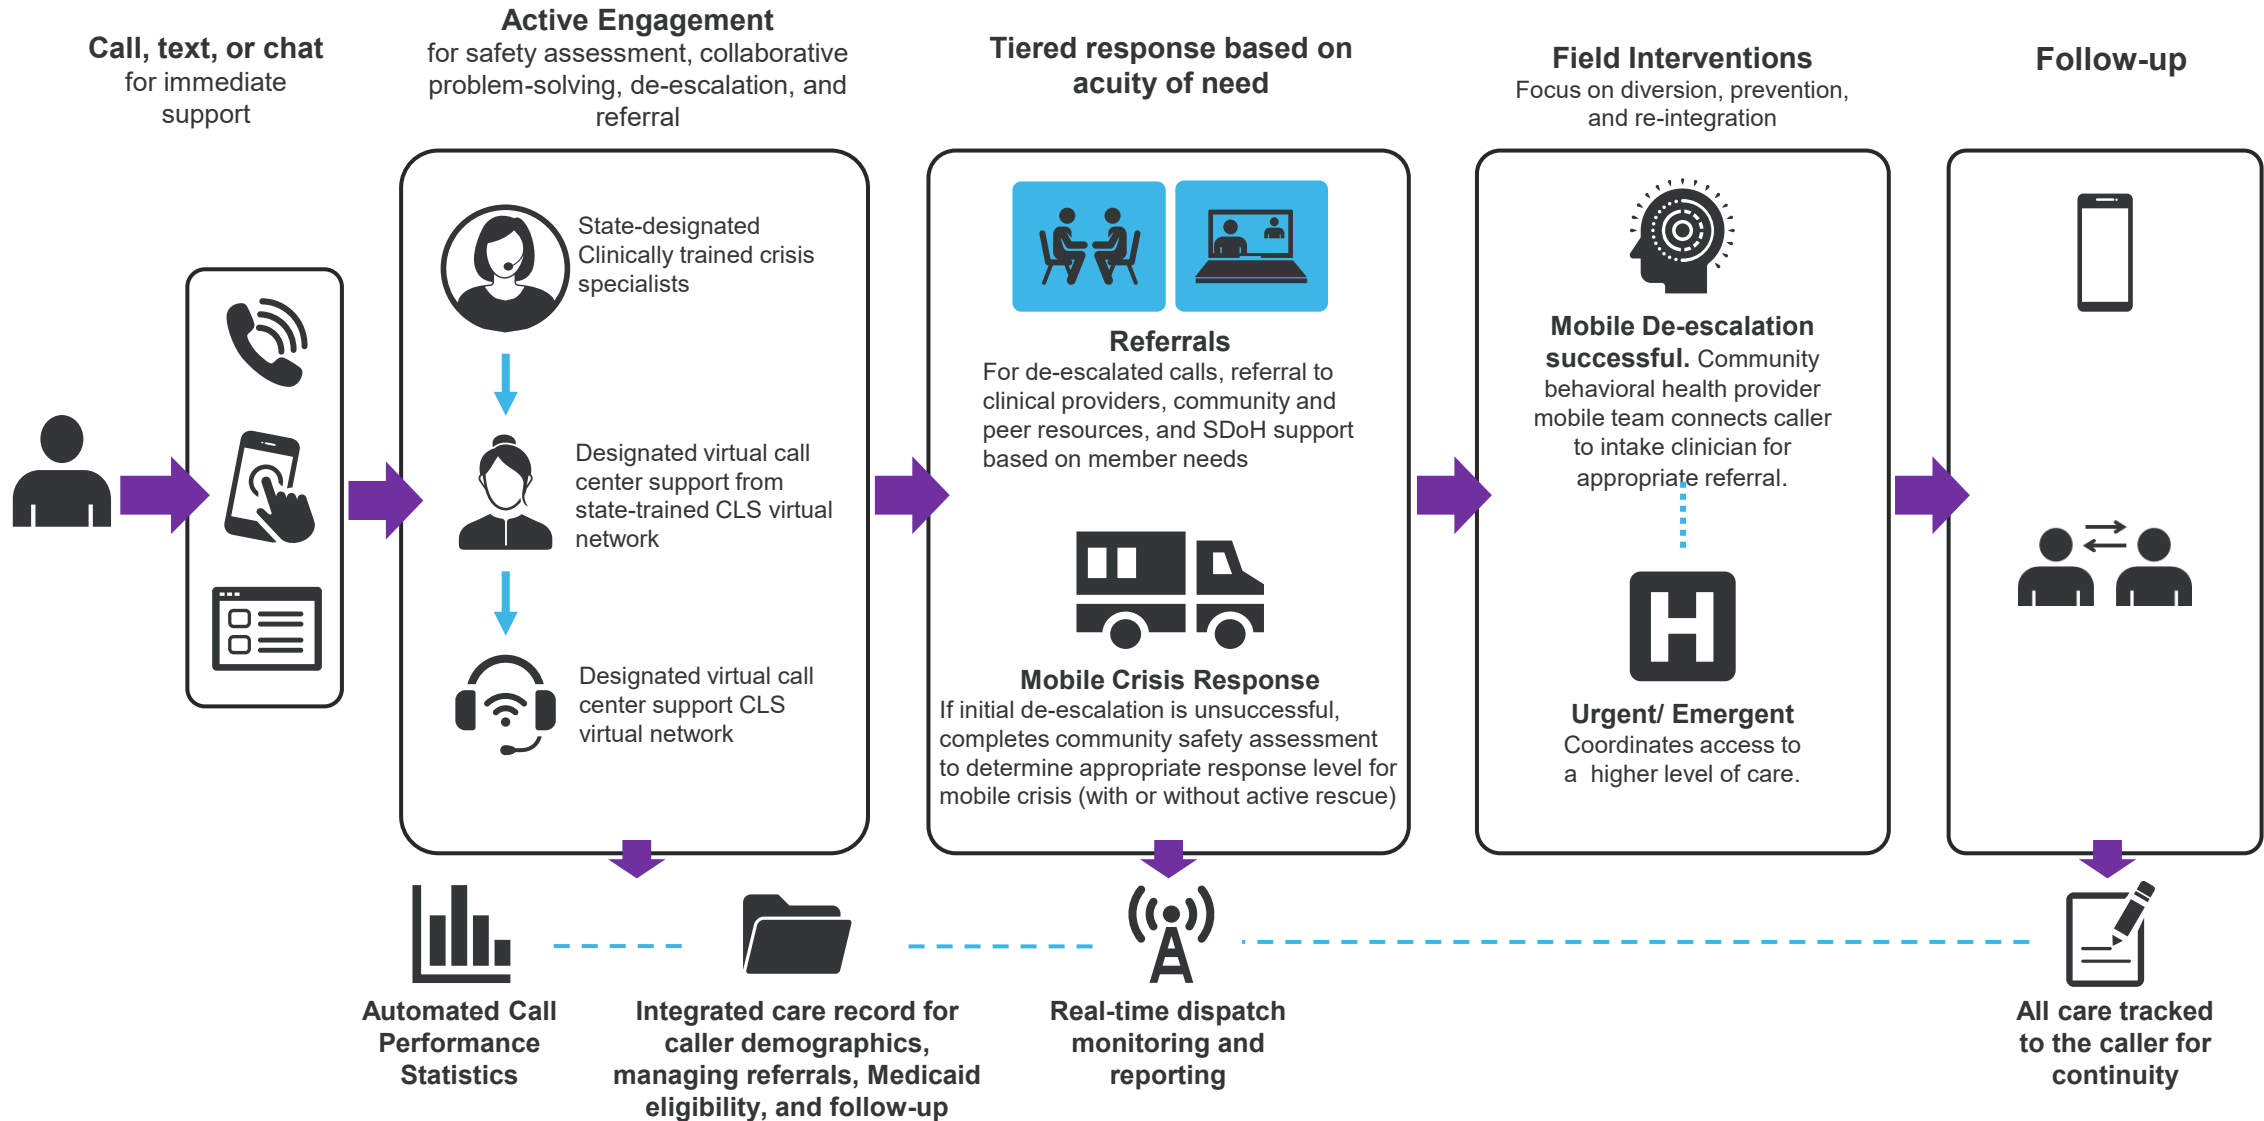 Call, text, or chat
for immediate
support
Active Engagement
for safety assessment, collaborative
problem-solving, de-escalation, and
referral
Tiered response based on
acuity of need
Field Interventions
Focus on diversion, prevention,
and re-integration
Follow-up
State-designated
Clinically trained crisis
specialists
Designated virtual call
center support from
state-trained CLS virtual
network
Designated virtual call
center support CLS
virtual network
Referrals
For de-escalated calls, referral to
clinical providers, community and
peer resources, and SDoH support
based on member needs
Mobile Crisis Response
If initial de-escalation is unsuccessful,
completes community safety assessment
to determine appropriate response level for
mobile crisis (with or without active rescue)
Mobile De-escalation
successful. Community
behavioral health provider
mobile team connects caller
to intake clinician for
appropriate referral.
H
Urgent/ Emergent
Coordinates access to
a  higher level of care.
Automated Call
Performance
Statistics
Integrated care record for
caller demographics,
managing referrals, Medicaid
eligibility, and follow-up
Real-time dispatch
monitoring and
reporting
All care tracked
to the caller for
continuity